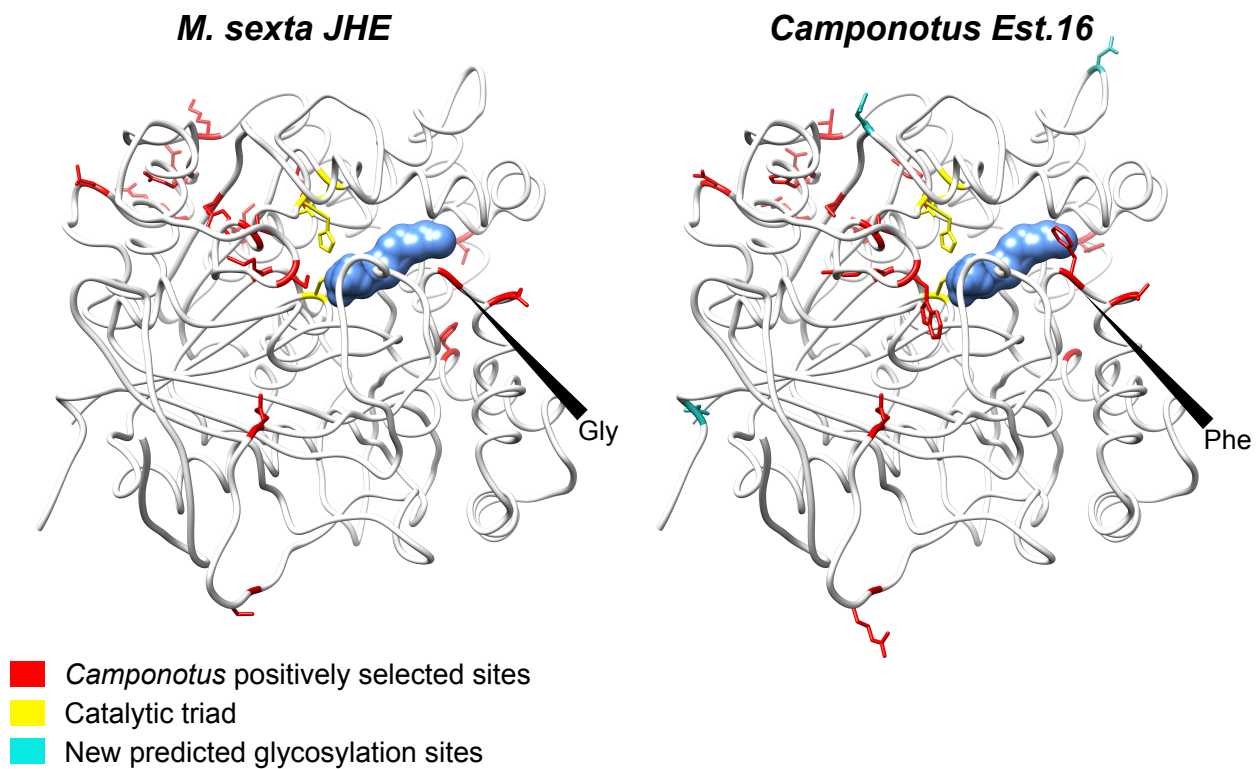 M. sexta JHE
Camponotus Est.16
Gly
Phe
Camponotus positively selected sites
Catalytic triad
New predicted glycosylation sites